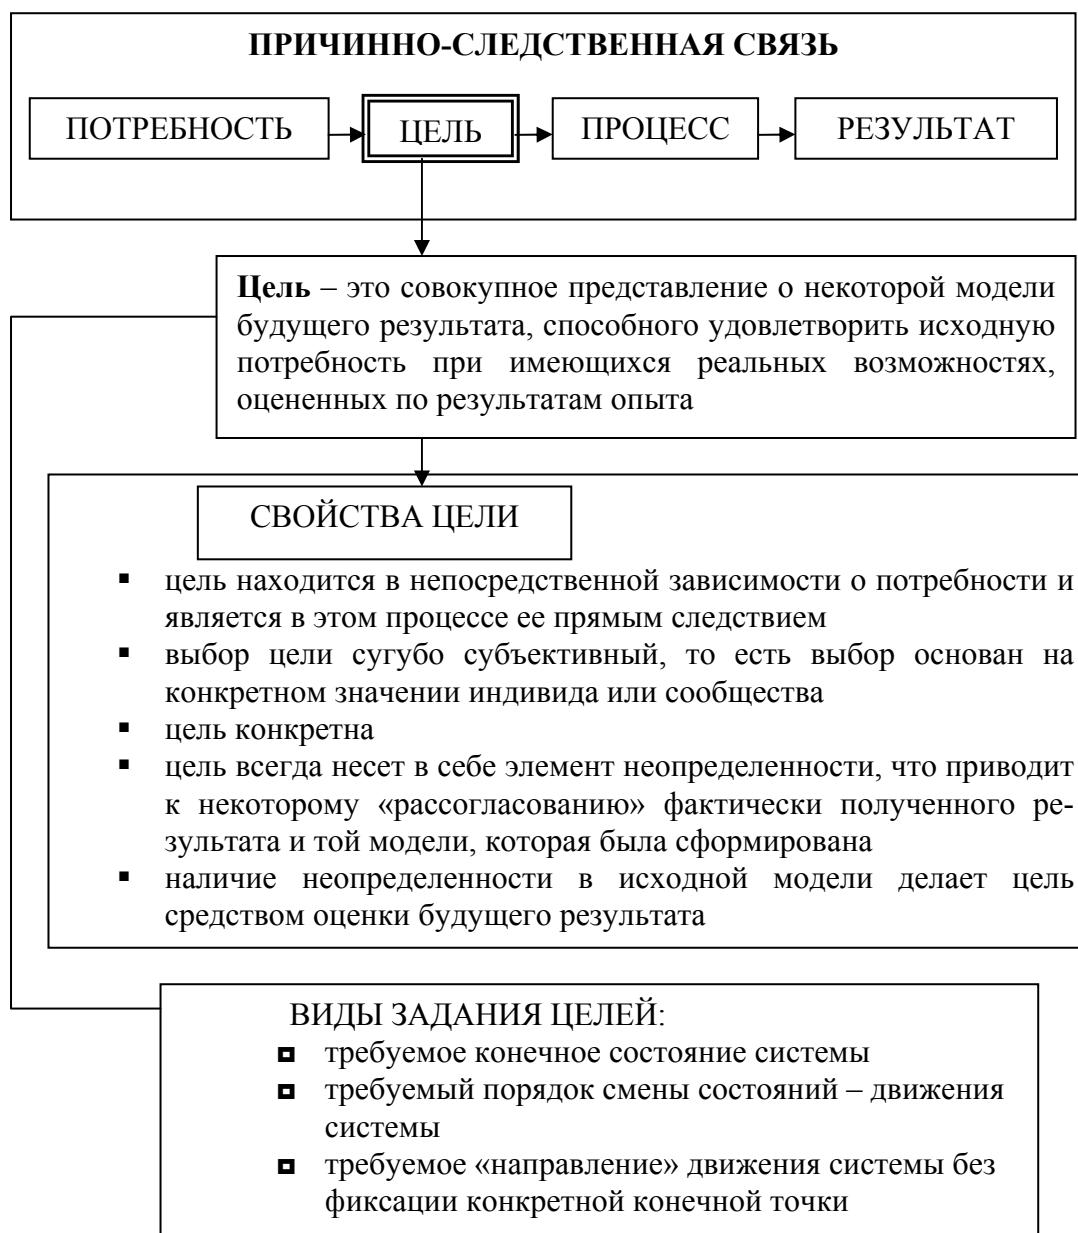 ПРИЧИННО-СЛЕДСТВЕННАЯ СВЯЗЬ
ПОТРЕБНОСТЬ ЦЕЛЬ ПРОЦЕСС РЕЗУЛЬТАТ
Цель – это совокупное представление о некоторой модели
будущего результата, способного удовлетворить исходную
потребность при имеющихся реальных возможностях,
оцененных по результатам опыта
СВОЙСТВА ЦЕЛИ
▪ цель находится в непосредственной зависимости о потребности и
является в этом процессе ее прямым следствием
▪ выбор цели сугубо субъективный, то есть выбор основан на
конкретном значении индивида или сообщества
▪ цель конкретна
▪ цель всегда несет в себе элемент неопределенности, что приводит
к некоторому «рассогласованию» фактически полученного ре-
зультата и той модели, которая была сформирована
▪ наличие неопределенности в исходной модели делает цель
средством оценки будущего результата
ВИДЫ ЗАДАНИЯ ЦЕЛЕЙ:
требуемое конечное состояние системы
требуемый порядок смены состояний – движения
системы
требуемое «направление» движения системы без
фиксации конкретной конечной точки